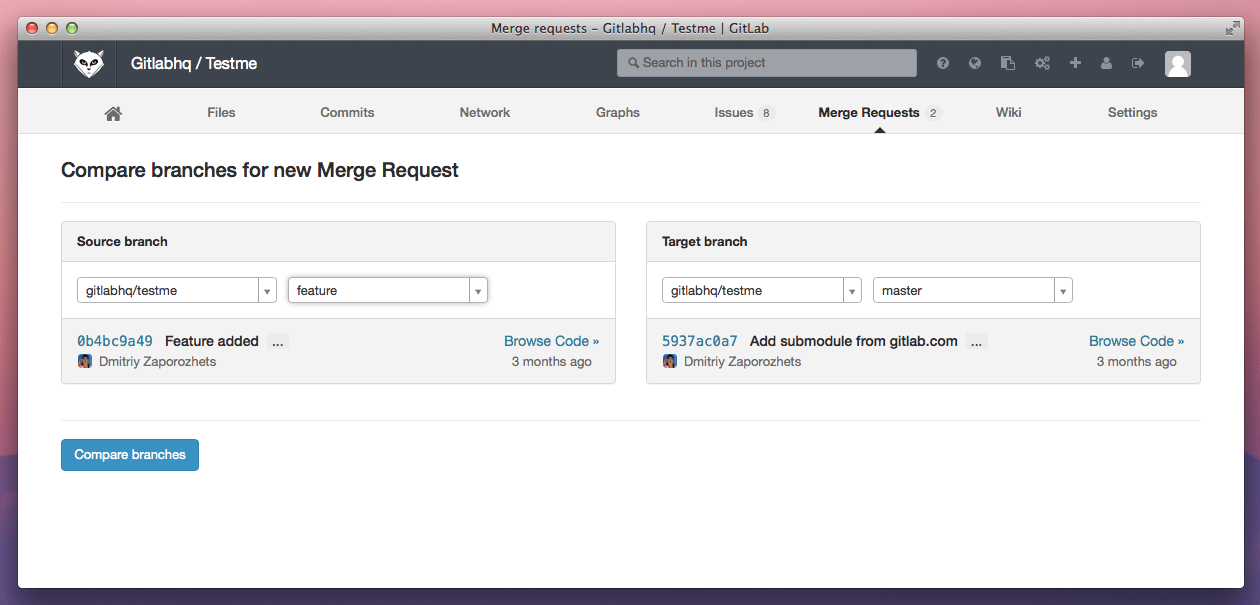 Merge requests - Gitlabhq / Testme | GitLab
Gitlabhq / Testme
Search in this project
Files
Commits
Network
Graphs
Issues 8
Merge Requests 2
Wiki
Settings
Compare branches for new Merge Request
Source branch
gitlabhq/testme
feature
0b4bc9a49 Feature added ...
Browse Code »
Dmitriy Zaporozhets
3 months ago
Target branch
gitlabhq/testme
master
5937ac0a7 Add submodule from gitlab.com ...
Browse Code »
Dmitriy Zaporozhets
3 months ago
Compare branches